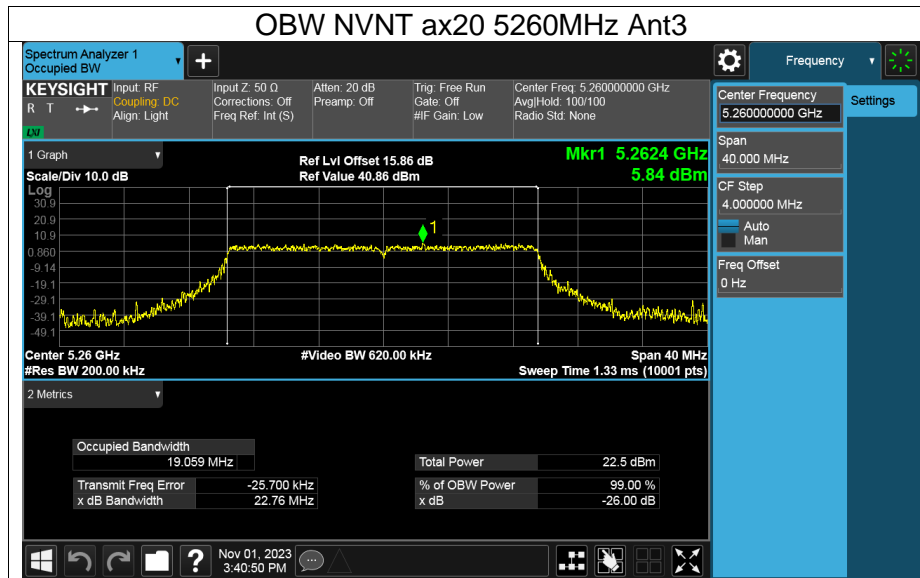 OBW NVNT ax20 5260MHz Ant3
Spectrum Analyzer 1
Occupied BW
+
Frequency
KEYSIGHT
R T
LXI
Input: RF
Coupling: DC
Align: Light
Input Z: 50 Ω
Corrections: Off
Freq Ref: Int (S)
Atten: 20 dB
Preamp: Off
Trig: Free Run
Gate: Off
#IF Gain: Low
Center Freq: 5.260000000 GHz
Avg|Hold: 100/100
Radio Std: None
Center Frequency
5.260000000 GHz
Settings
Span
40.000 MHz
CF Step
4.000000 MHz
Auto
Man
Freq Offset
0 Hz
1 Graph
Scale/Div 10.0 dB
Ref Lvl Offset 15.86 dB
Ref Value 40.86 dBm
Mkr1 5.2624 GHz
5.84 dBm
Log
30.9
20.9
10.9
0.860
-9.14
-19.1
-29.1
-39.1
-49.1
1
Center 5.26 GHz
#Res BW 200.00 kHz
#Video BW 620.00 kHz
Span 40 MHz
Sweep Time 1.33 ms (10001 pts)
2 Metrics
Occupied Bandwidth
19.059 MHz
Total Power 22.5 dBm
Transmit Freq Error -25.700 kHz
% of OBW Power 99.00 %
x dB Bandwidth 22.76 MHz
x dB -26.00 dB
?
Nov 01, 2023
3:40:50 PM